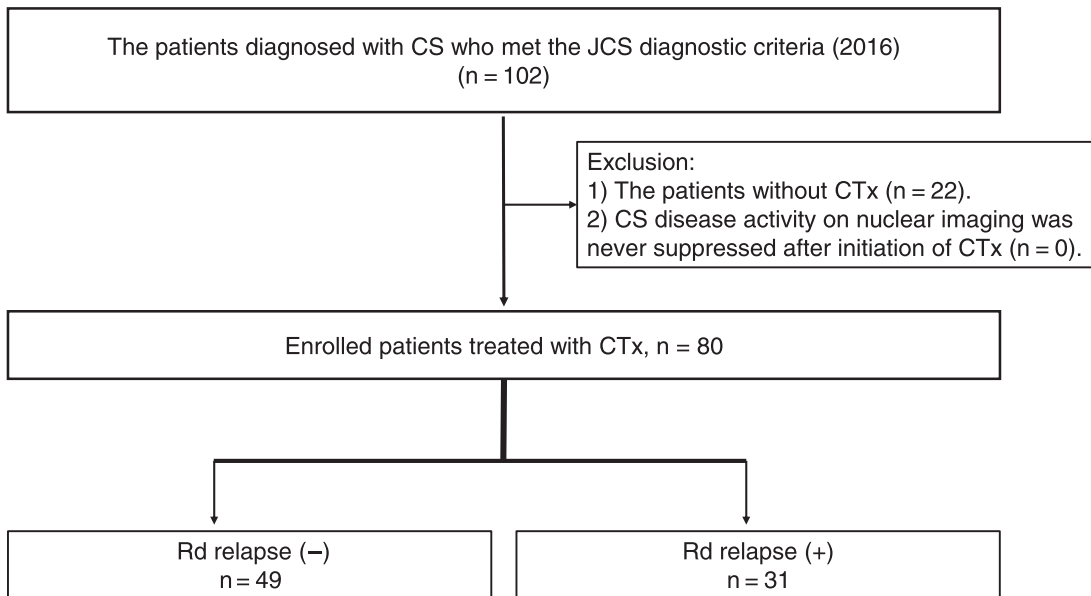 The patients diagnosed with CS who met the JCS diagnostic criteria (2016)
(n = 102)
Exclusion:
1) The patients without CTx (n = 22).
2) CS disease activity on nuclear imaging was
never suppressed after initiation of CTx (n = 0).
Enrolled patients treated with CTx, n = 80
Rd relapse (−)
n = 49
Rd relapse (+)
n = 31